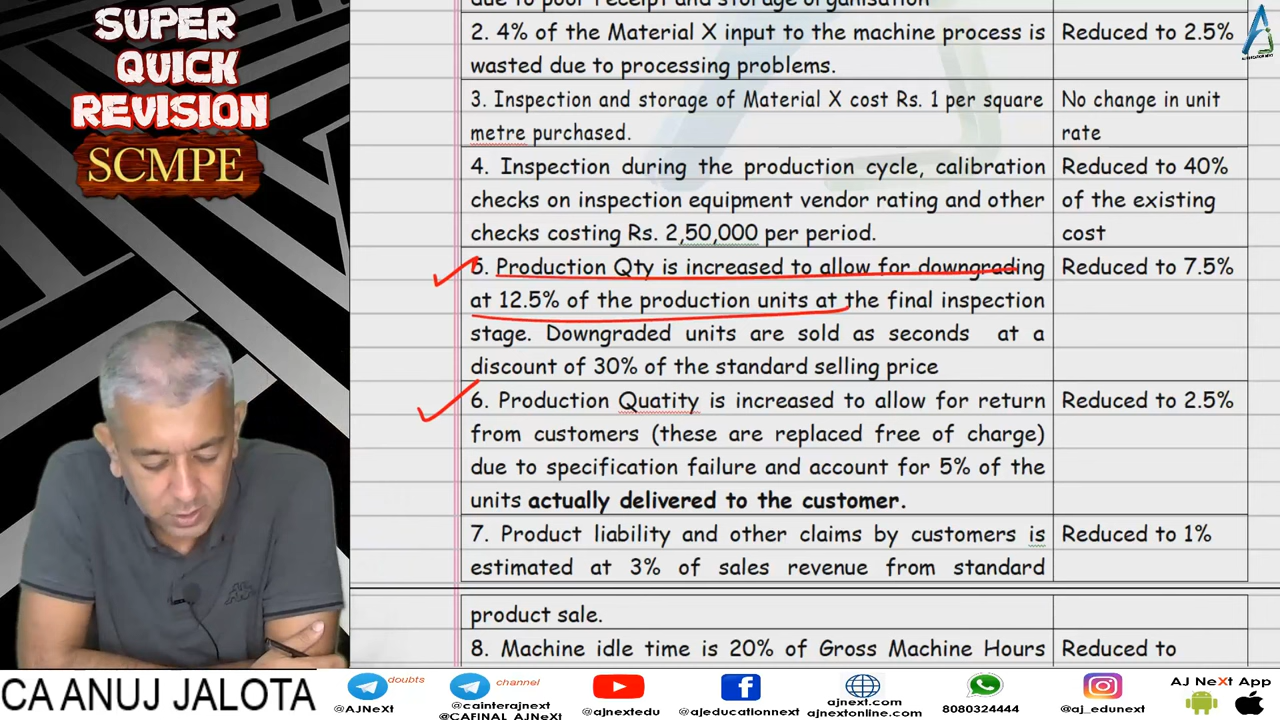 SUPER
QUICK
REVISION
SCMPE
2. 4% of the Material X input to the machine process is
wasted due to processing problems.
Reduced to 2.5%
3. Inspection and storage of Material X cost Rs. 1 per square
metre purchased.
No change in unit
rate
4. Inspection during the production cycle, calibration
checks on inspection equipment vendor rating and other
checks costing Rs. 2,50,000 per period.
Reduced to 40%
of the existing
cost
5. Production Qty is increased to allow for downgrading
at 12.5% of the production units at the final inspection
stage. Downgraded units are sold as seconds at a
discount of 30% of the standard selling price
Reduced to 7.5%
6. Production Quatity is increased to allow for return
from customers (these are replaced free of charge)
due to specification failure and account for 5% of the
units actually delivered to the customer.
Reduced to 2.5%
7. Product liability and other claims by customers is
estimated at 3% of sales revenue from standard
Reduced to 1%
product sale.
8. Machine idle time is 20% of Gross Machine Hours
Reduced to
CA ANUJ JALOTA
doubts
@AJNeXt
channel
@cainterajnext
@CAFINAL_AJNeXt
@ajnextedu
@ajeducationnext
ajnext.com
ajnextonline.com
8080324444
@aj_edunext
AJ NeXt App